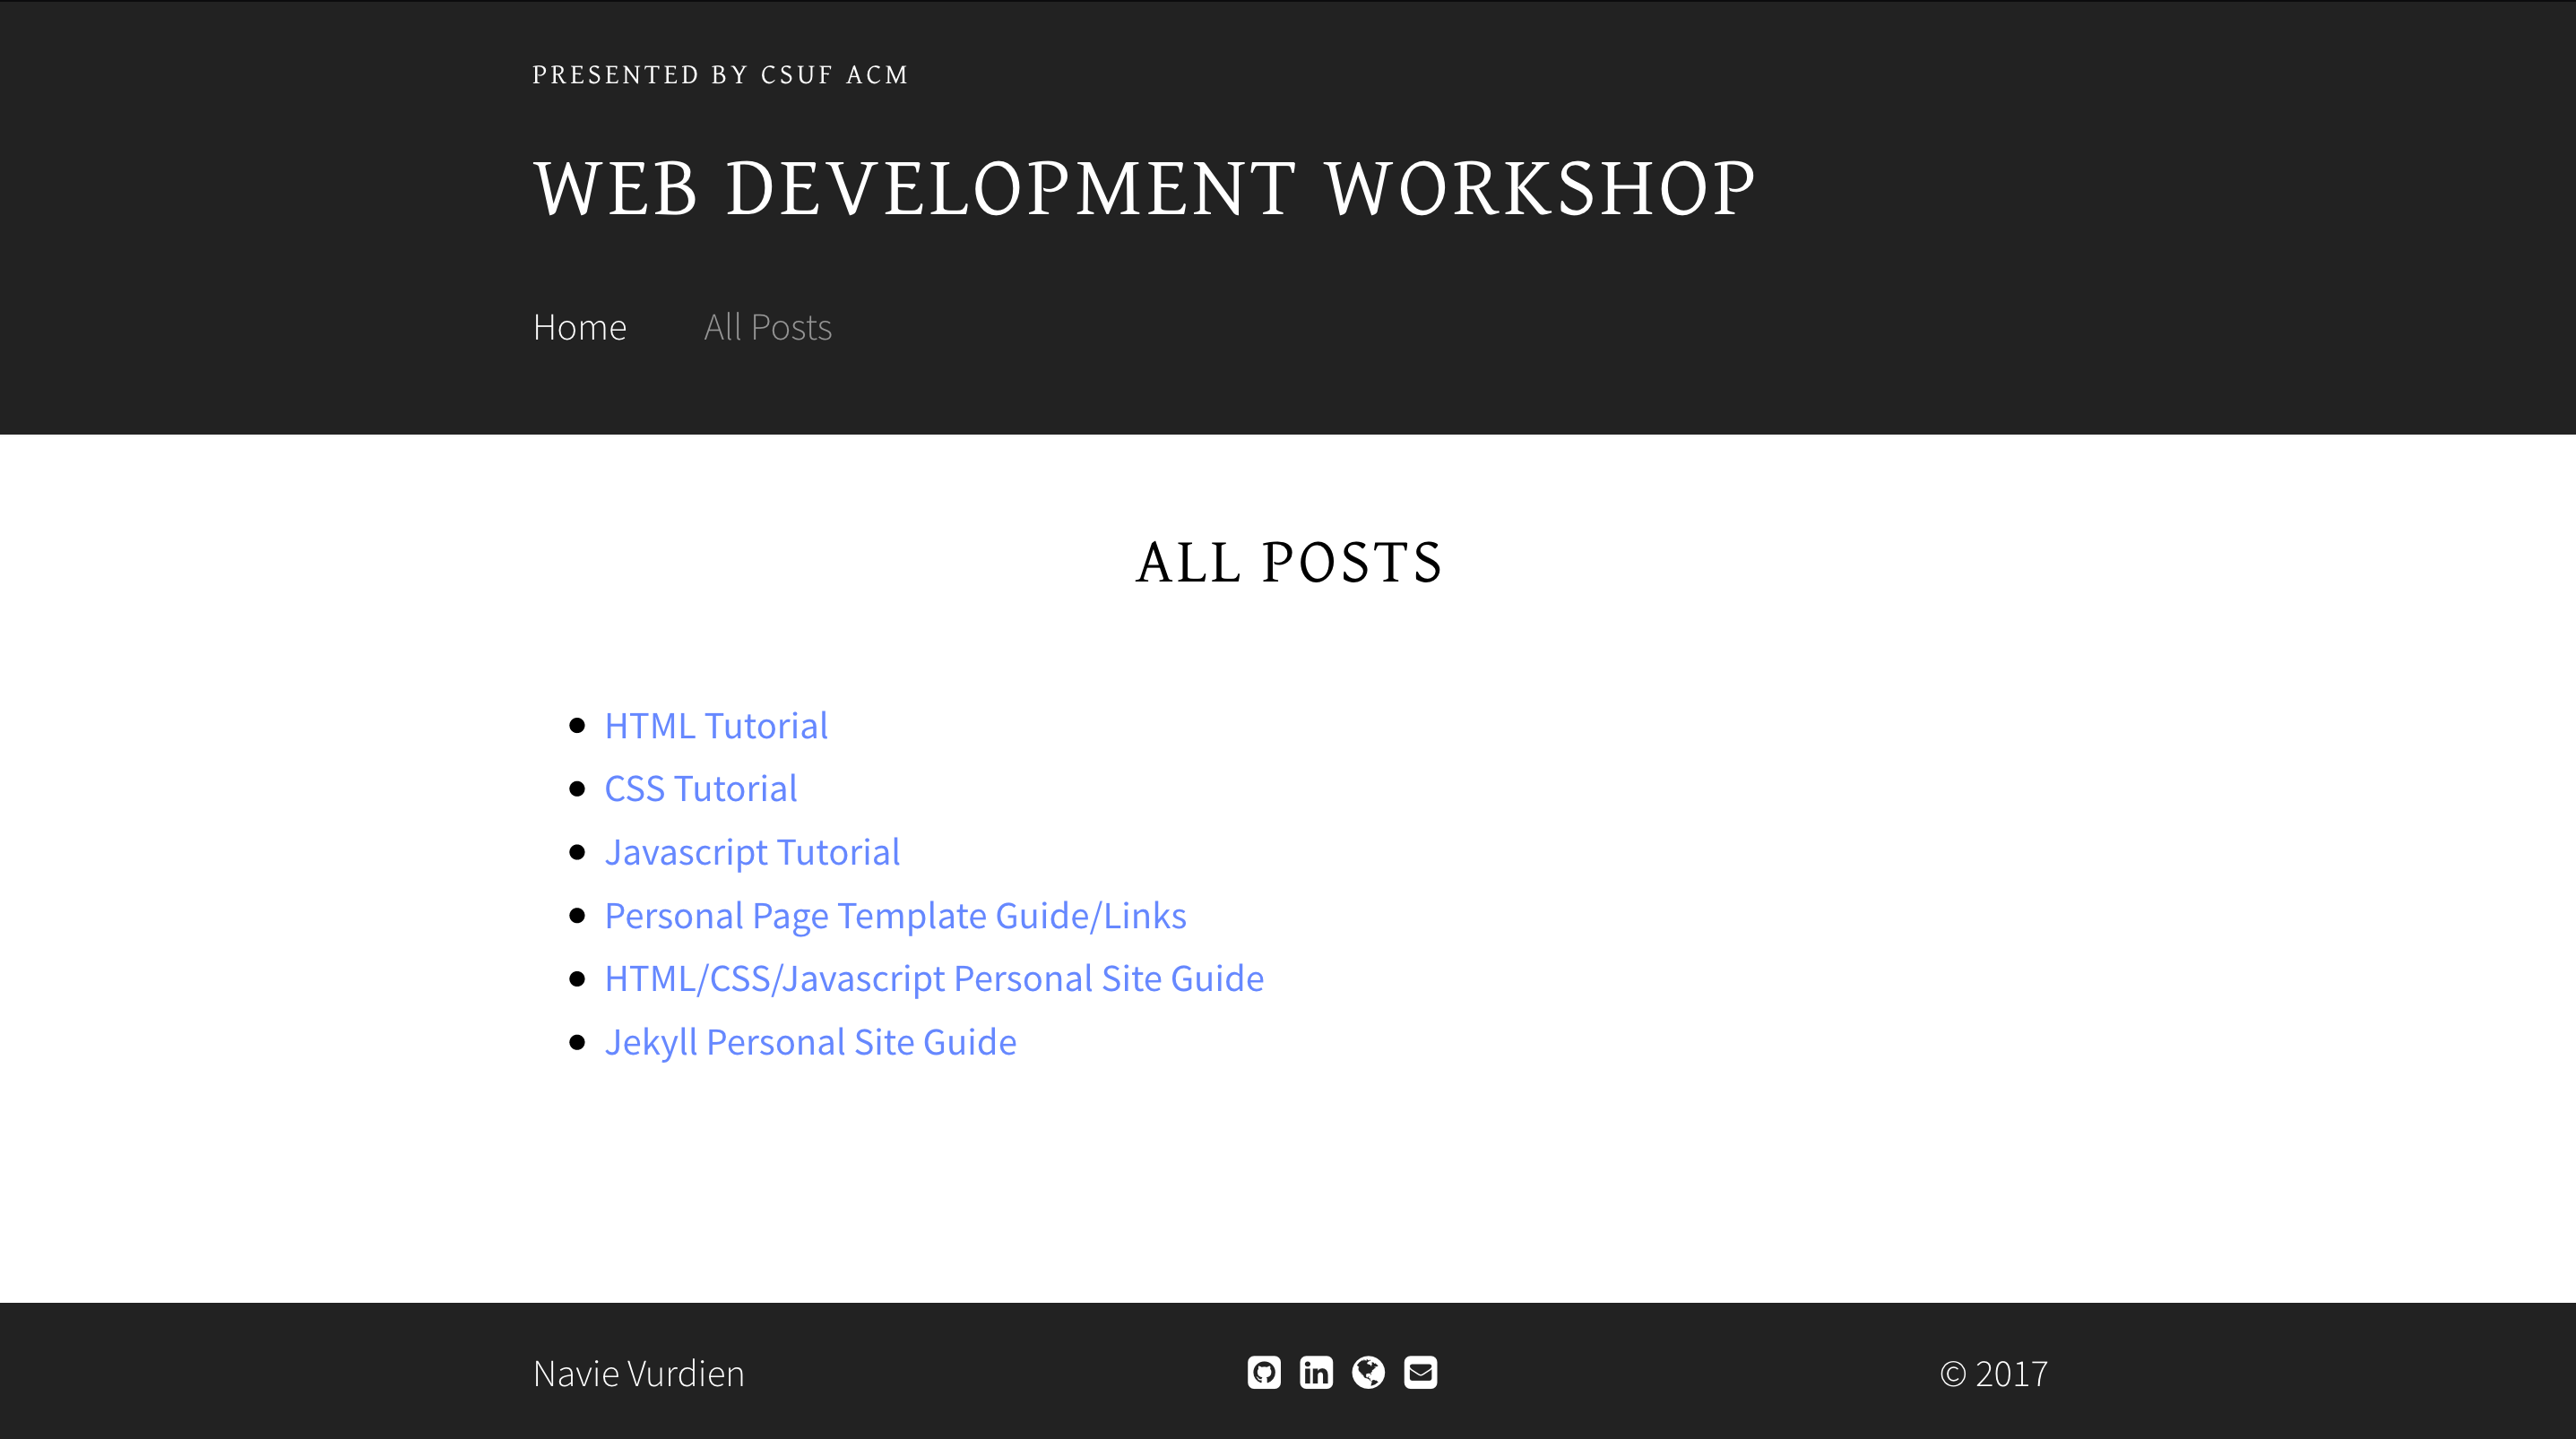 PRESENTED BY CSUF ACM
WEB DEVELOPMENT WORKSHOP
Home All Posts
ALL POSTS
HTML Tutorial
CSS Tutorial
Javascript Tutorial
Personal Page Template Guide/Links
HTML/CSS/Javascript Personal Site Guide
Jekyll Personal Site Guide
Navie Vurdien in © 2017